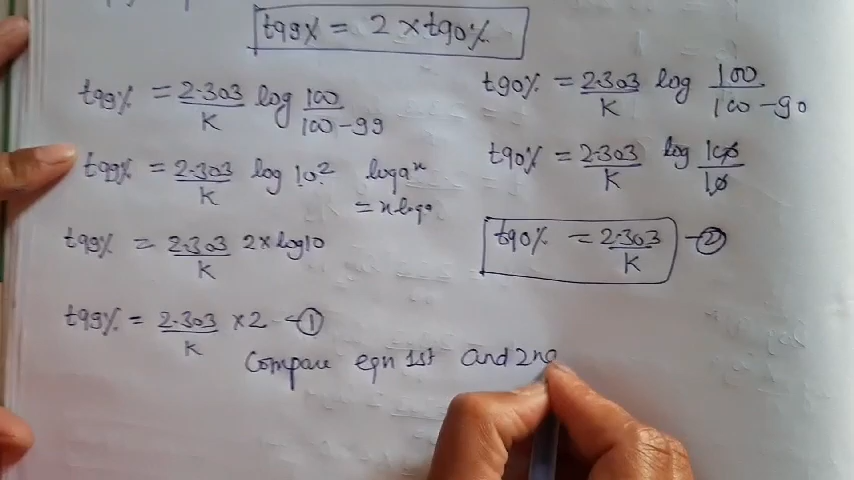 t99% = 2 × t90%
t99% = 2.303/K log 100/100-99
t99% = 2.303/K log 10² log aˣ
= x log a
t99% = 2.303/K 2 x log10
t99% = 2.303/K × 2 - ①
t90% = 2.303/K log 100/100-90
t90% = 2.303/K log 100/10
t90% = 2.303/K - ②
Compare eqn 1st and 2nd